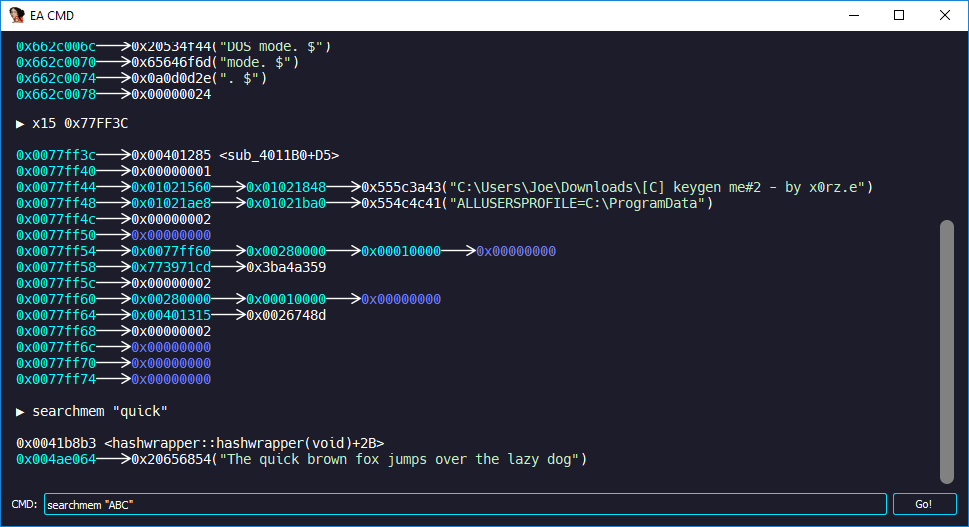 EA CMD
0x662c006c→0x20534f44("DOS mode. $")
0x662c0070→0x65646f6d("mode. $")
0x662c0074→0x0a0d0d2e(". $")
0x662c0078→0x00000024
▶ x15 0x77FF3C
0x0077ff3c→0x00401285 <sub_4011B0+D5>
0x0077ff40→0x00000001
0x0077ff44→0x01021560→0x01021848→0x555c3a43("C:\Users\Joe\Downloads\[C] keygen me#2 - by x0rz.e")
0x0077ff48→0x01021ae8→0x01021ba0→0x554c4c41("ALLUSERSPROFILE=C:\ProgramData")
0x0077ff4c→0x00000002
0x0077ff50→0x00000000
0x0077ff54→0x0077ff60→0x00280000→0x00010000→0x00000000
0x0077ff58→0x773971cd→0x3ba4a359
0x0077ff5c→0x00000002
0x0077ff60→0x00280000→0x00010000→0x00000000
0x0077ff64→0x00401315→0x0026748d
0x0077ff68→0x00000002
0x0077ff6c→0x00000000
0x0077ff70→0x00000000
0x0077ff74→0x00000000
▶ searchmem "quick"
0x0041b8b3 <hashwrapper::hashwrapper(void)+2B>
0x004ae064→0x20656854("The quick brown fox jumps over the lazy dog")
CMD: searchmem "ABC" Go!